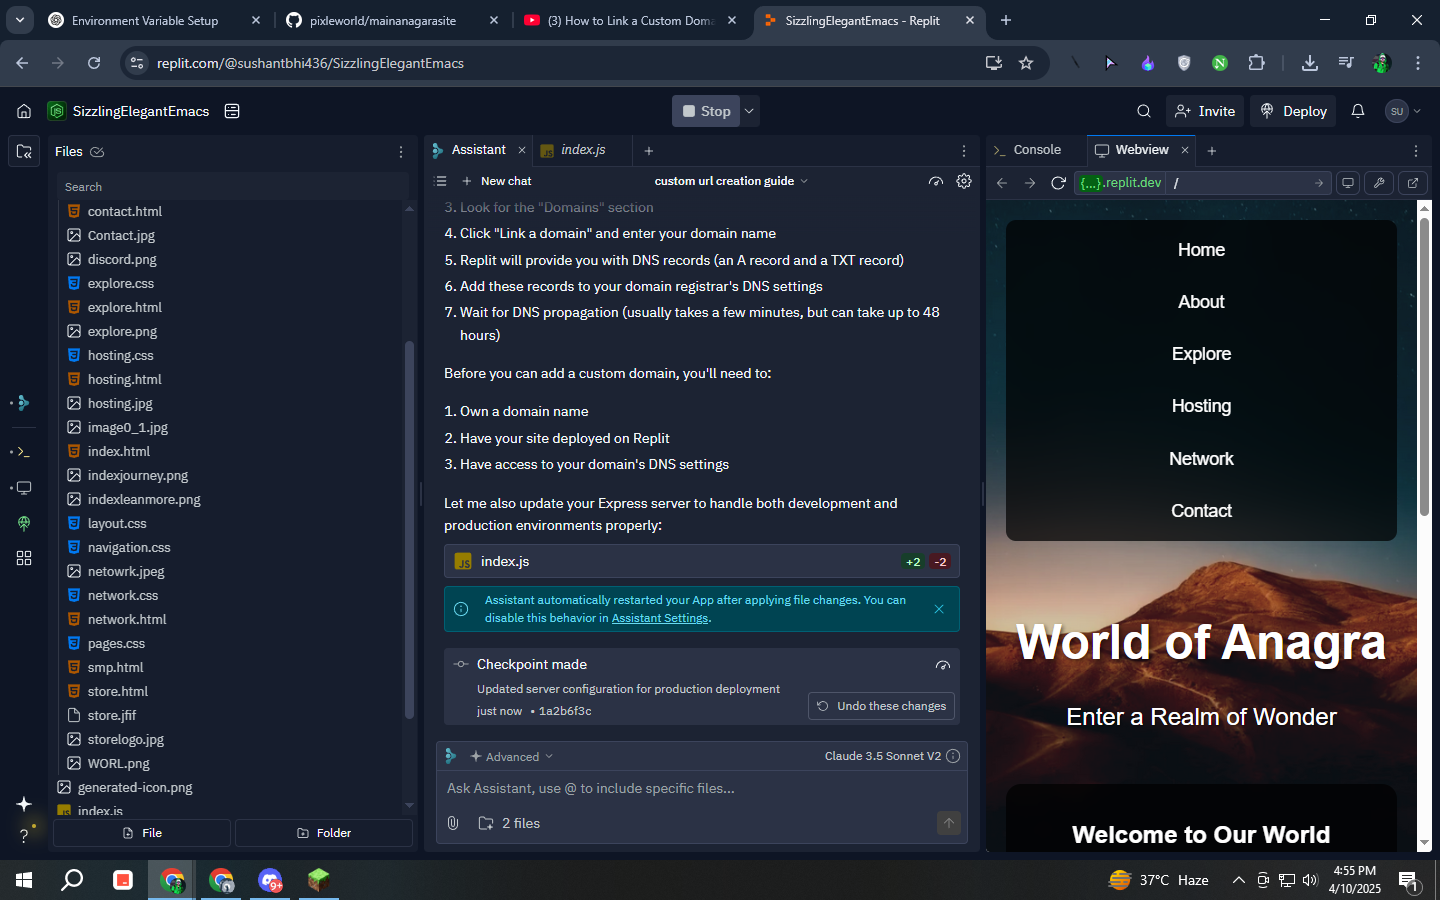 Environment Variable Setup
pixleworld/mainanagarasite
(3) How to Link a Custom Doma
SizzlingElegantEmacs - Replit
replit.com/@sushantbhi436/SizzlingElegantEmacs
SizzlingElegantEmacs
Stop
Invite
Deploy
SU
Files
Search
contact.html
Contact.jpg
discord.png
explore.css
explore.html
explore.png
hosting.css
hosting.html
hosting.jpg
image0_1.jpg
index.html
indexjourney.png
indexleanmore.png
layout.css
navigation.css
netowrk.jpeg
network.css
network.html
pages.css
smp.html
store.html
store.jfif
storelogo.jpg
WORL.png
generated-icon.png
index.js
File
Folder
Assistant
index.js
New chat
custom url creation guide
3. Look for the "Domains" section
4. Click "Link a domain" and enter your domain name
5. Replit will provide you with DNS records (an A record and a TXT record)
6. Add these records to your domain registrar's DNS settings
7. Wait for DNS propagation (usually takes a few minutes, but can take up to 48
hours)
Before you can add a custom domain, you'll need to:
1. Own a domain name
2. Have your site deployed on Replit
3. Have access to your domain's DNS settings
Let me also update your Express server to handle both development and
production environments properly:
JS index.js +2 -2
Assistant automatically restarted your App after applying file changes. You can
disable this behavior in Assistant Settings.
Checkpoint made
Updated server configuration for production deployment
just now • 1a2b6f3c
Undo these changes
Advanced
Claude 3.5 Sonnet V2
Ask Assistant, use @ to include specific files...
2 files
Console
Webview
{...}.replit.dev /
Home
About
Explore
Hosting
Network
Contact
World of Anagra
Enter a Realm of Wonder
Welcome to Our World
9+
37°C Haze
4:55 PM
4/10/2025
1